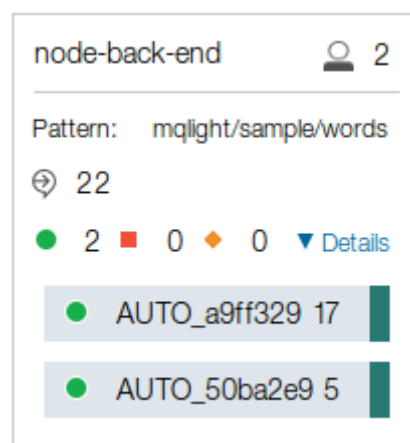 node-back-end 2
Pattern: mqlight/sample/words
22
2 0 0 Details
AUTO_a9ff329 17
AUTO_50ba2e9 5